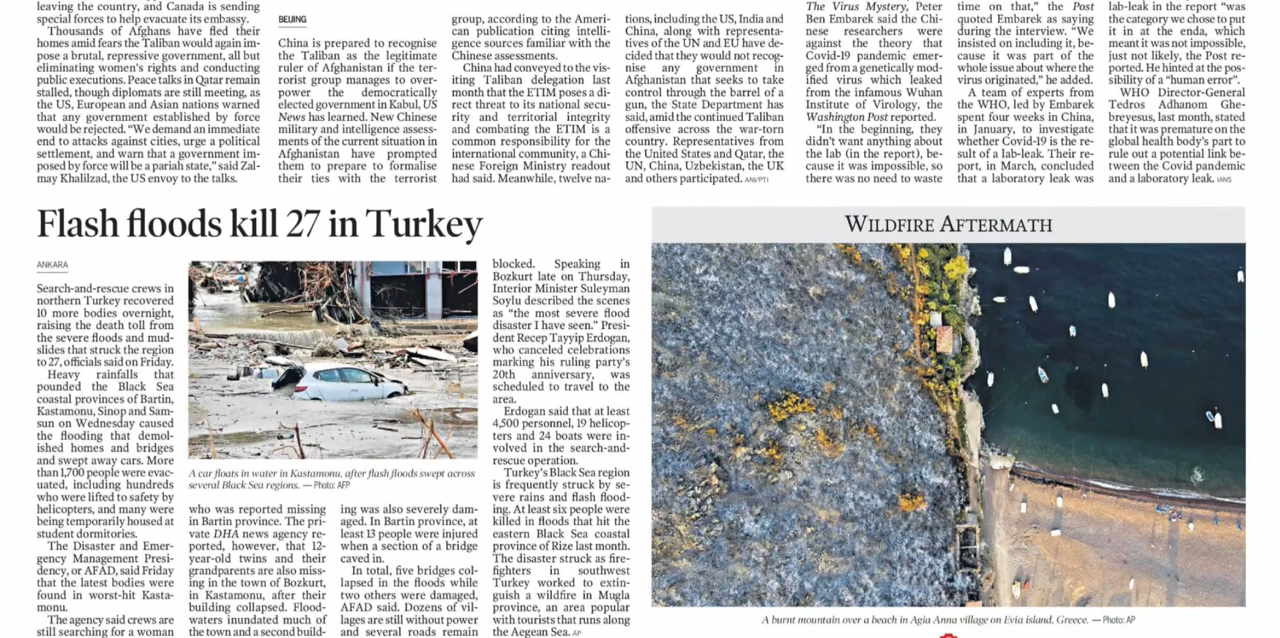 leaving the country, and Canada is sending
special forces to help evacuate its embassy.
Thousands of Afghans have fled their
homes amid fears the Taliban would again im-
pose a brutal, repressive government, all but
eliminating women's rights and conducting
public executions. Peace talks in Qatar remain
stalled, though diplomats are still meeting, as
the US, European and Asian nations warned
that any government established by force
would be rejected. “We demand an immediate
end to attacks against cities, urge a political
settlement, and warn that a government im-
posed by force will be a pariah state,” said Zal-
may Khalilzad, the US envoy to the talks.
BEIJING
China is prepared to recognise
the Taliban as the legitimate
ruler of Afghanistan if the ter-
rorist group manages to over-
power the democratically
elected government in Kabul, US
News has learned. New Chinese
military and intelligence assess-
ments of the current situation in
Afghanistan have prompted
them to prepare to formalise
their ties with the terrorist
group, according to the Ameri-
can publication citing intelli-
gence sources familiar with the
Chinese assessments.
China had conveyed to the vis-
iting Taliban delegation last
month that the ETIM poses a di-
rect threat to its national secu-
rity and territorial integrity
and combating the ETIM is a
common responsibility for the
international community, a Chi-
nese Foreign Ministry readout
had said. Meanwhile, twelve na-
tions, including the US, India and
China, along with representa-
tives of the UN and EU have de-
cided that they would not recog-
nise any government in
Afghanistan that seeks to take
control through the barrel of a
gun, the State Department has
said, amid the continued Taliban
offensive across the war-torn
country. Representatives from
the United States and Qatar, the
UN, China, Uzbekistan, the UK
and others participated. ANI/PTI
The Virus Mystery, Peter
Ben Embarek said the Chi-
nese researchers were
against the theory that
Covid-19 pandemic emer-
ged from a genetically mod-
ified virus which leaked
from the infamous Wuhan
Institute of Virology, the
Washington Post reported.
“In the beginning, they
didn't want anything about
the lab (in the report), be-
cause it was impossible, so
there was no need to waste
time on that,” the Post
quoted Embarek as saying
during the interview. “We
insisted on including it, be-
cause it was part of the
whole issue about where the
virus originated,” he added.
A team of experts from
the WHO, led by Embarek
spent four weeks in China,
in January, to investigate
whether Covid-19 is the re-
sult of a lab-leak. Their re-
port, in March, concluded
that a laboratory leak was
lab-leak in the report “was
the category we chose to put
it in at the enda, which
meant it was not impossible,
just not likely, the Post re-
ported. He hinted at the pos-
sibility of a “human error”.
WHO Director-General
Tedros Adhanom Ghe-
breyesus, last month, stated
that it was premature on the
global health body's part to
rule out a potential link be-
tween the Covid pandemic
and a laboratory leak. IANS
Flash floods kill 27 in Turkey
ANKARA
Search-and-rescue crews in
northern Turkey recovered
10 more bodies overnight,
raising the death toll from
the severe floods and mud-
slides that struck the region
to 27, officials said on Friday.
Heavy rainfalls that
pounded the Black Sea
coastal provinces of Bartin,
Kastamonu, Sinop and Sam-
sun on Wednesday caused
the flooding that demol-
ished homes and bridges
and swept away cars. More
than 1,700 people were evac-
uated, including hundreds
who were lifted to safety by
helicopters, and many were
being temporarily housed at
student dormitories.
The Disaster and Emer-
gency Management Presi-
dency, or AFAD, said Friday
that the latest bodies were
found in worst-hit Kasta-
monu.
The agency said crews are
still searching for a woman
A car floats in water in Kastamonu, after flash floods swept across
several Black Sea regions. — Photo: AFP
who was reported missing
in Bartin province. The pri-
vate DHA news agency re-
ported, however, that 12-
year-old twins and their
grandparents are also miss-
ing in the town of Bozkurt,
in Kastamonu, after their
building collapsed. Flood-
waters inundated much of
the town and a second build-
ing was also severely dam-
aged. In Bartin province, at
least 13 people were injured
when a section of a bridge
caved in.
In total, five bridges col-
lapsed in the floods while
two others were damaged,
AFAD said. Dozens of vil-
lages are still without power
and several roads remain
blocked. Speaking in
Bozkurt late on Thursday,
Interior Minister Suleyman
Soylu described the scenes
as “the most severe flood
disaster I have seen.” Presi-
dent Recep Tayyip Erdogan,
who canceled celebrations
marking his ruling party's
20th anniversary, was
scheduled to travel to the
area.
Erdogan said that at least
4,500 personnel, 19 helicop-
ters and 24 boats were in-
volved in the search-and-
rescue operation.
Turkey's Black Sea region
is frequently struck by se-
vere rains and flash flood-
ing. At least six people were
killed in floods that hit the
eastern Black Sea coastal
province of Rize last month.
The disaster struck as fire-
fighters in southwest
Turkey worked to extin-
guish a wildfire in Mugla
province, an area popular
with tourists that runs along
the Aegean Sea. AP
WILDFIRE AFTERMATH
A burnt mountain over a beach in Agia Anna village on Evia island, Greece. — Photo: AP